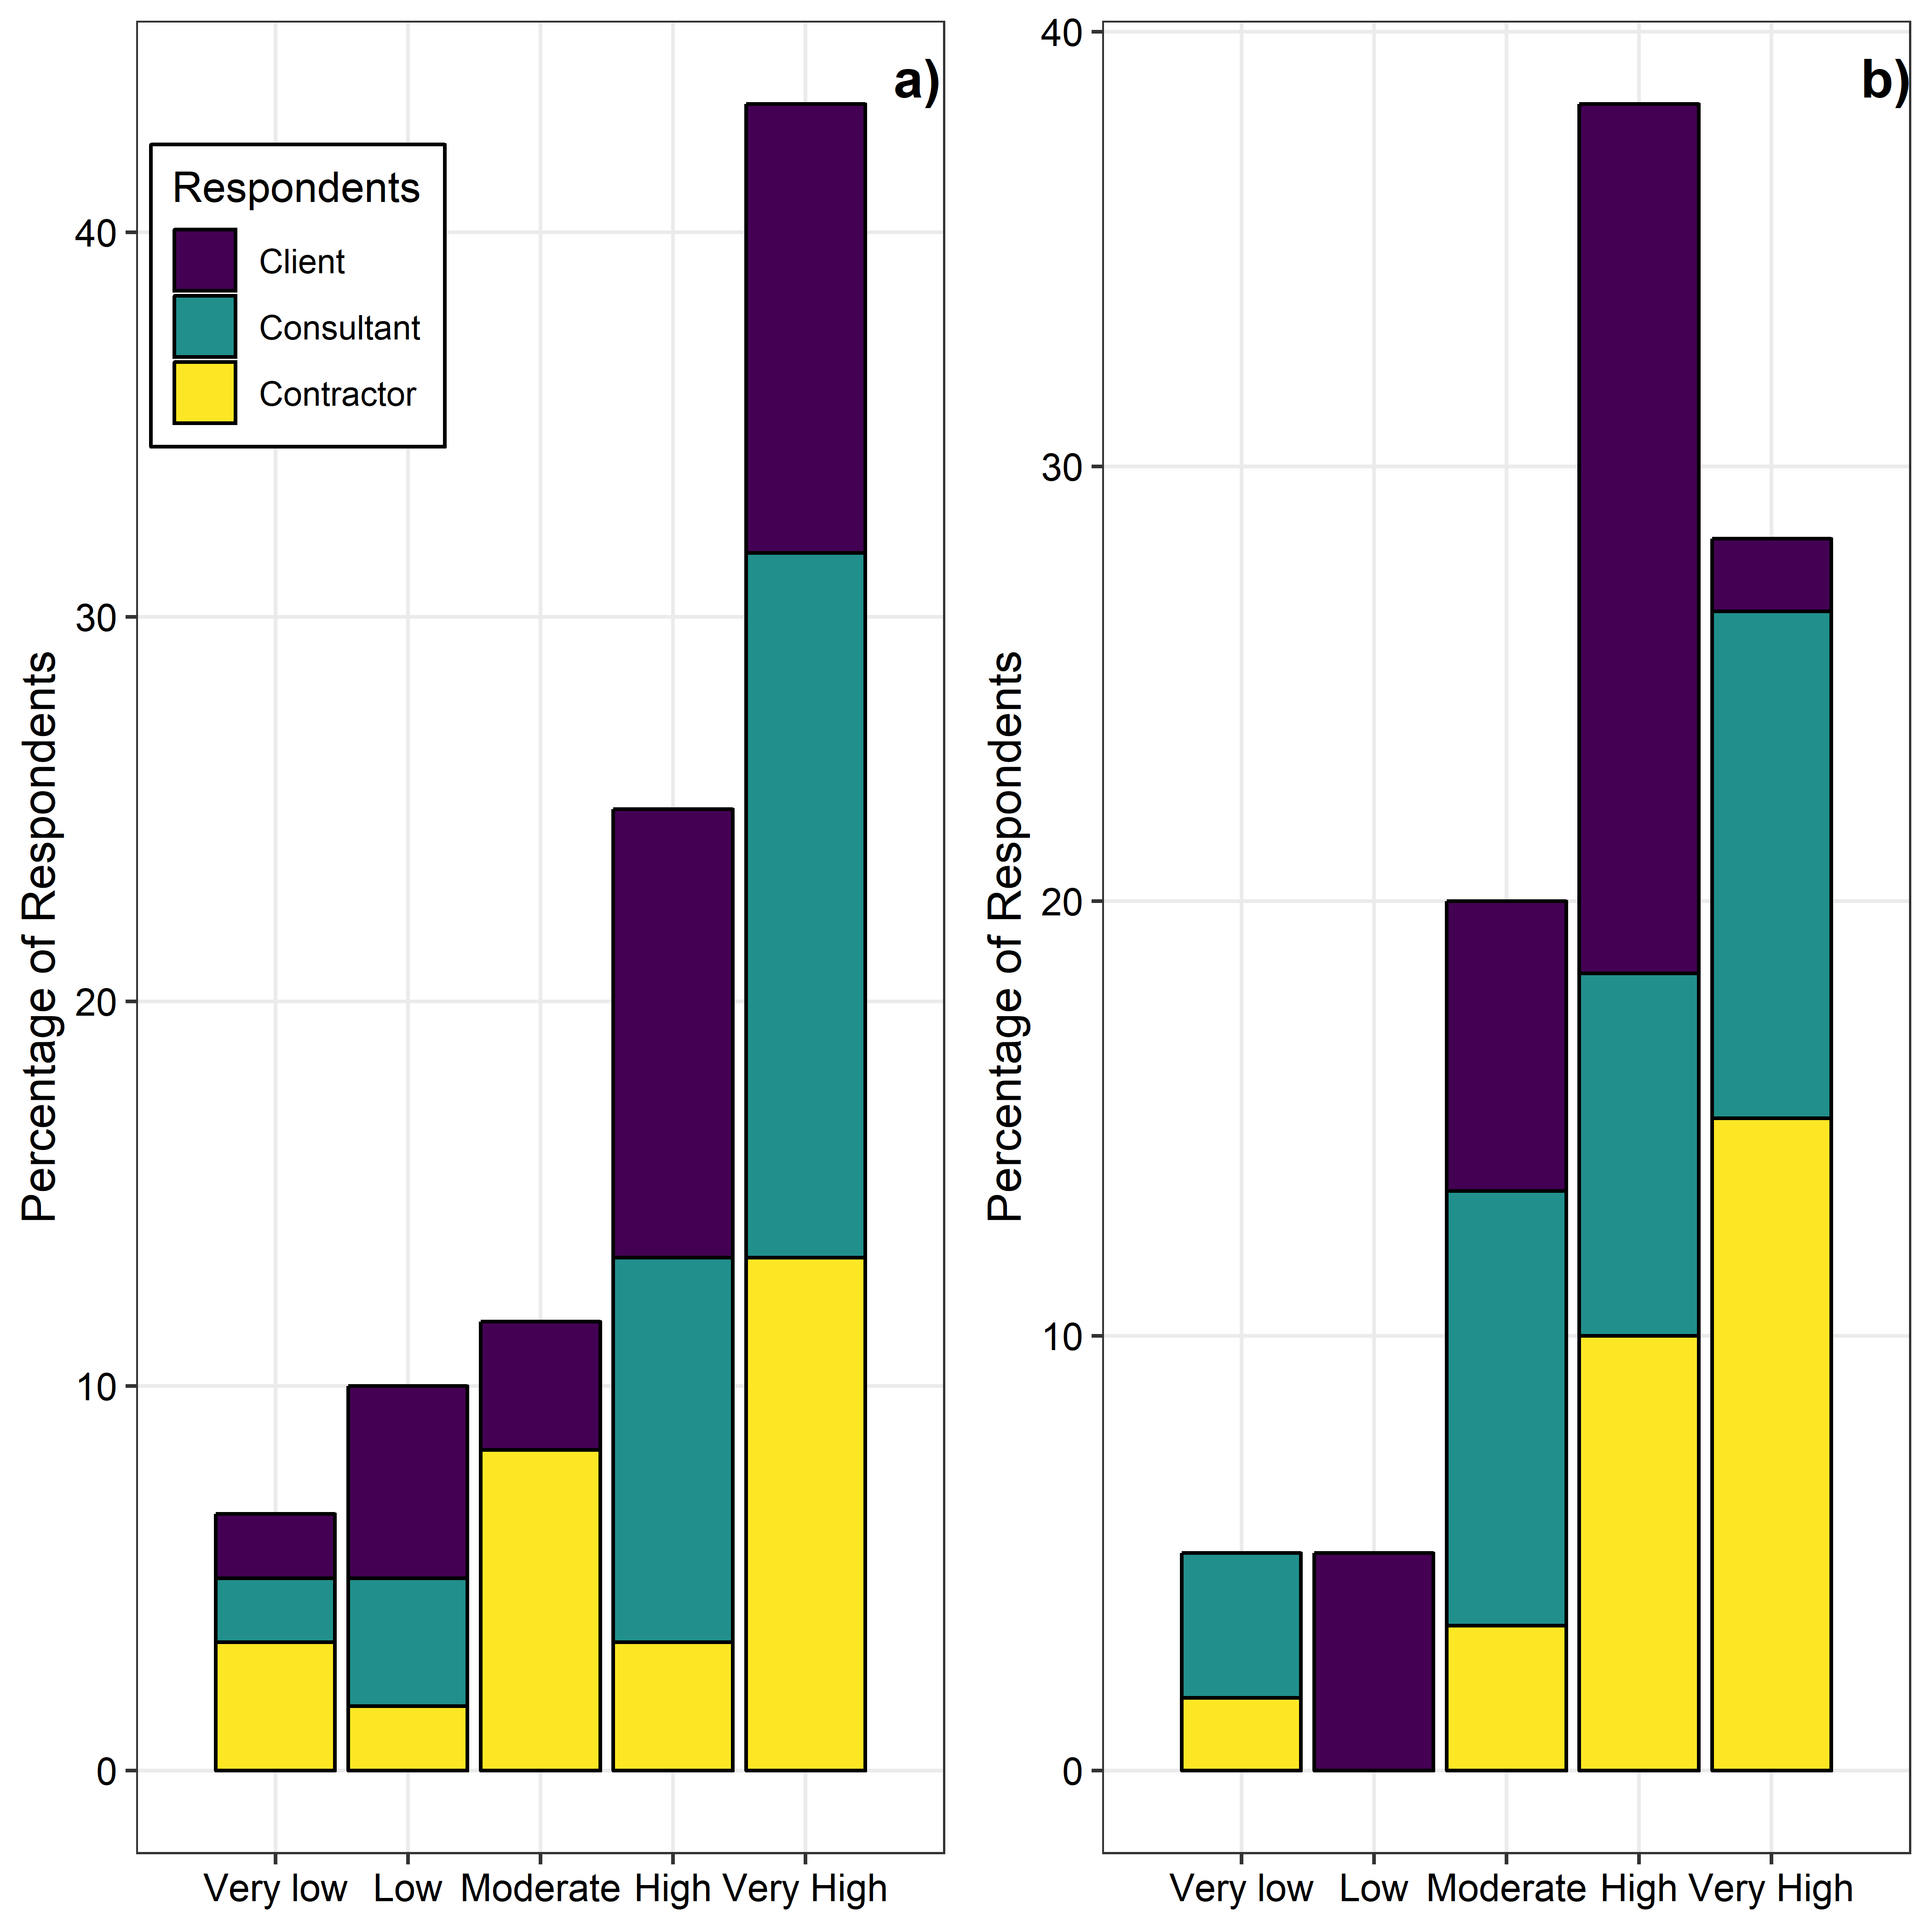 a)
Respondents
Client
Consultant
Contractor
Percentage of Respondents
40
30
20
10
0
Very low Low Moderate High Very High
b)
Percentage of Respondents
40
30
20
10
0
Very low Low Moderate High Very High